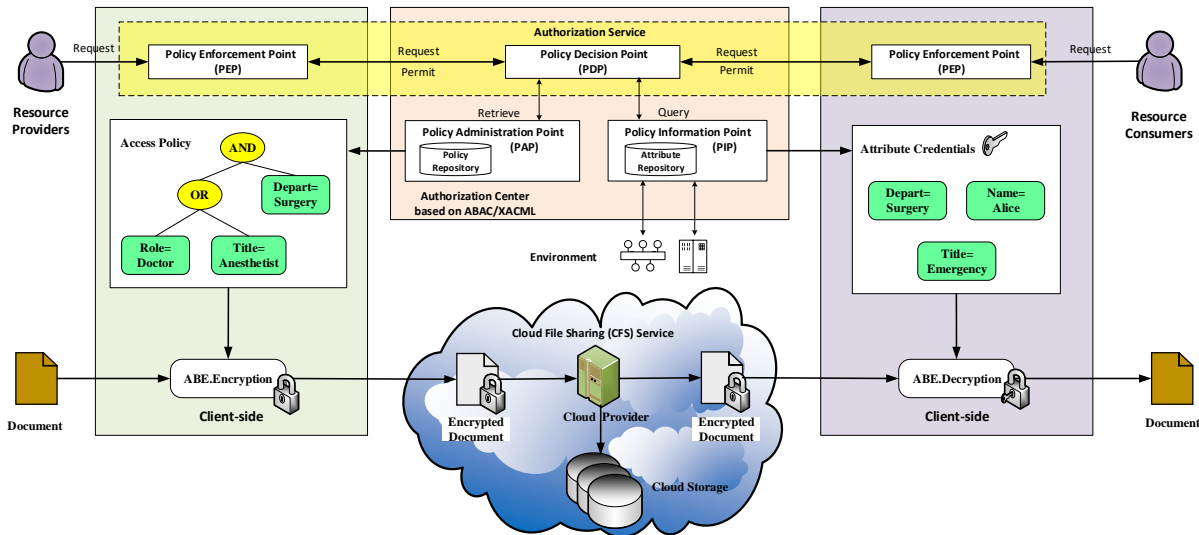 Authorization Service
Request
Policy Enforcement Point
(PEP)
Request
Permit
Policy Decision Point
(PDP)
Request
Permit
Policy Enforcement Point
(PEP)
Request
Resource
Providers
Resource
Consumers
Retrieve
Query
Access Policy
AND
OR
Depart=
Surgery
Role=
Doctor
Title=
Anesthetist
Policy Administration Point
(PAP)
Policy
Repository
Policy Information Point
(PIP)
Attribute
Repository
Authorization Center
based on ABAC/XACML
Environment
Attribute Credentials
Depart=
Surgery
Name=
Alice
Title=
Emergency
Cloud File Sharing (CFS) Service
Document
ABE.Encryption
Client-side
Encrypted
Document
Cloud Provider
Encrypted
Document
Cloud Storage
ABE.Decryption
Client-side
Document